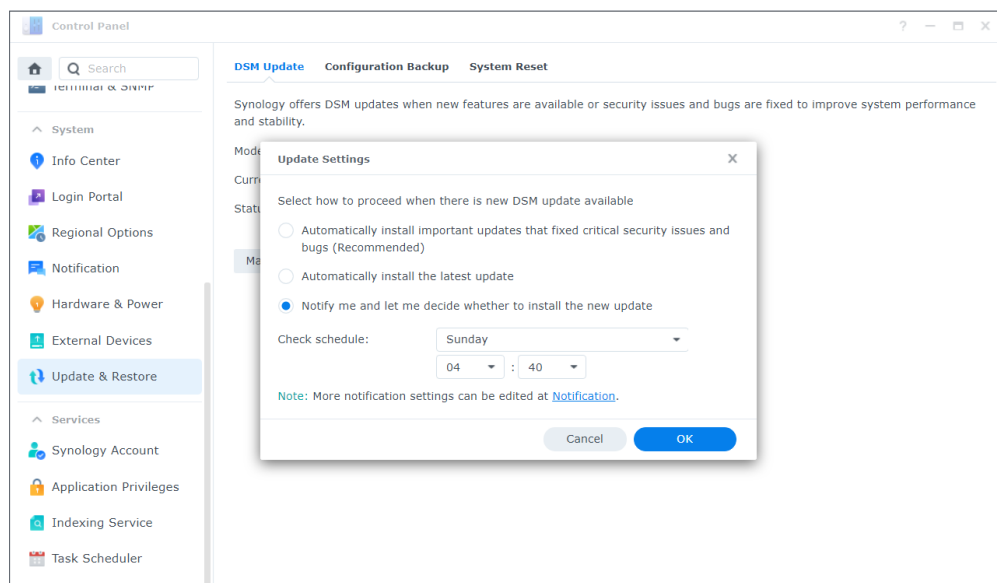 Control Panel
Search
Terminal & SNMP
System
Info Center
Login Portal
Regional Options
Notification
Hardware & Power
External Devices
Update & Restore
Services
Synology Account
Application Privileges
Indexing Service
Task Scheduler
DSM Update Configuration Backup System Reset
Synology offers DSM updates when new features are available or security issues and bugs are fixed to improve system performance
and stability.
Mode
Curr
Statu
Ma
Update Settings
Select how to proceed when there is new DSM update available
Automatically install important updates that fixed critical security issues and
bugs (Recommended)
Automatically install the latest update
Notify me and let me decide whether to install the new update
Check schedule: Sunday
04 : 40
Note: More notification settings can be edited at Notification.
Cancel OK